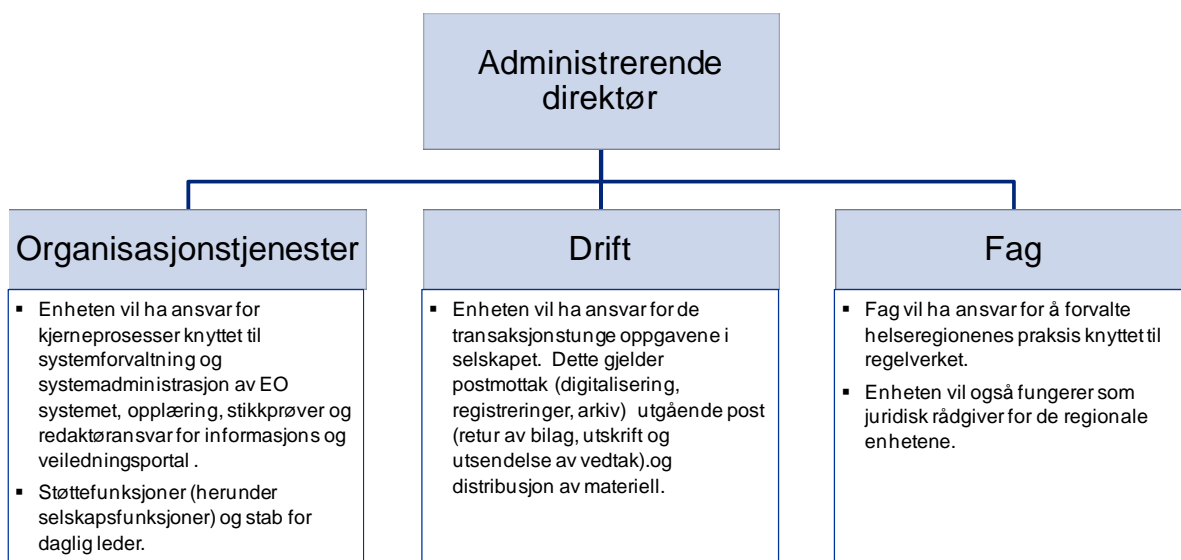 Administrerende
direktør
Organisasjonstjenester
▪ Enheten vil ha ansvar for
kjerneprosesser knyttet til
systemforvaltning og
systemadministrasjon av EO
systemet, opplæring, stikkprøver og
redaktøransvar for informasjons og
veiledningsportal .
▪ Støttefunksjoner (herunder
selskapsfunksjoner) og stab for
daglig leder.
Drift
▪ Enheten vil ha ansvar for de
transaksjonstunge oppgavene i
selskapet. Dette gjelder
postmottak (digitalisering,
registreringer, arkiv) utgående post
(retur av bilag, utskrift og
utsendelse av vedtak).og
distribusjon av materiell.
Fag
▪ Fag vil ha ansvar for å forvalte
helseregionenes praksis knyttet til
regelverket.
▪ Enheten vil også fungerer som
juridisk rådgiver for de regionale
enhetene.